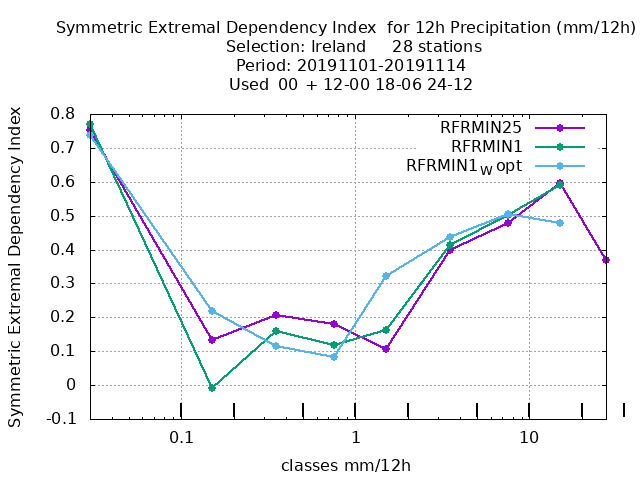 Symmetric Extremal Dependency Index  for 12h Precipitation (mm/12h)
Selection: Ireland     28 stations
Period: 20191101-20191114
Used  00 + 12-00 18-06 24-12
Symmetric Extremal Dependency Index
0.8
0.7
0.6
0.5
0.4
0.3
0.2
0.1
0
-0.1
RFRMIN25
RFRMIN1
RFRMIN1W opt
0.1
1
10
classes mm/12h